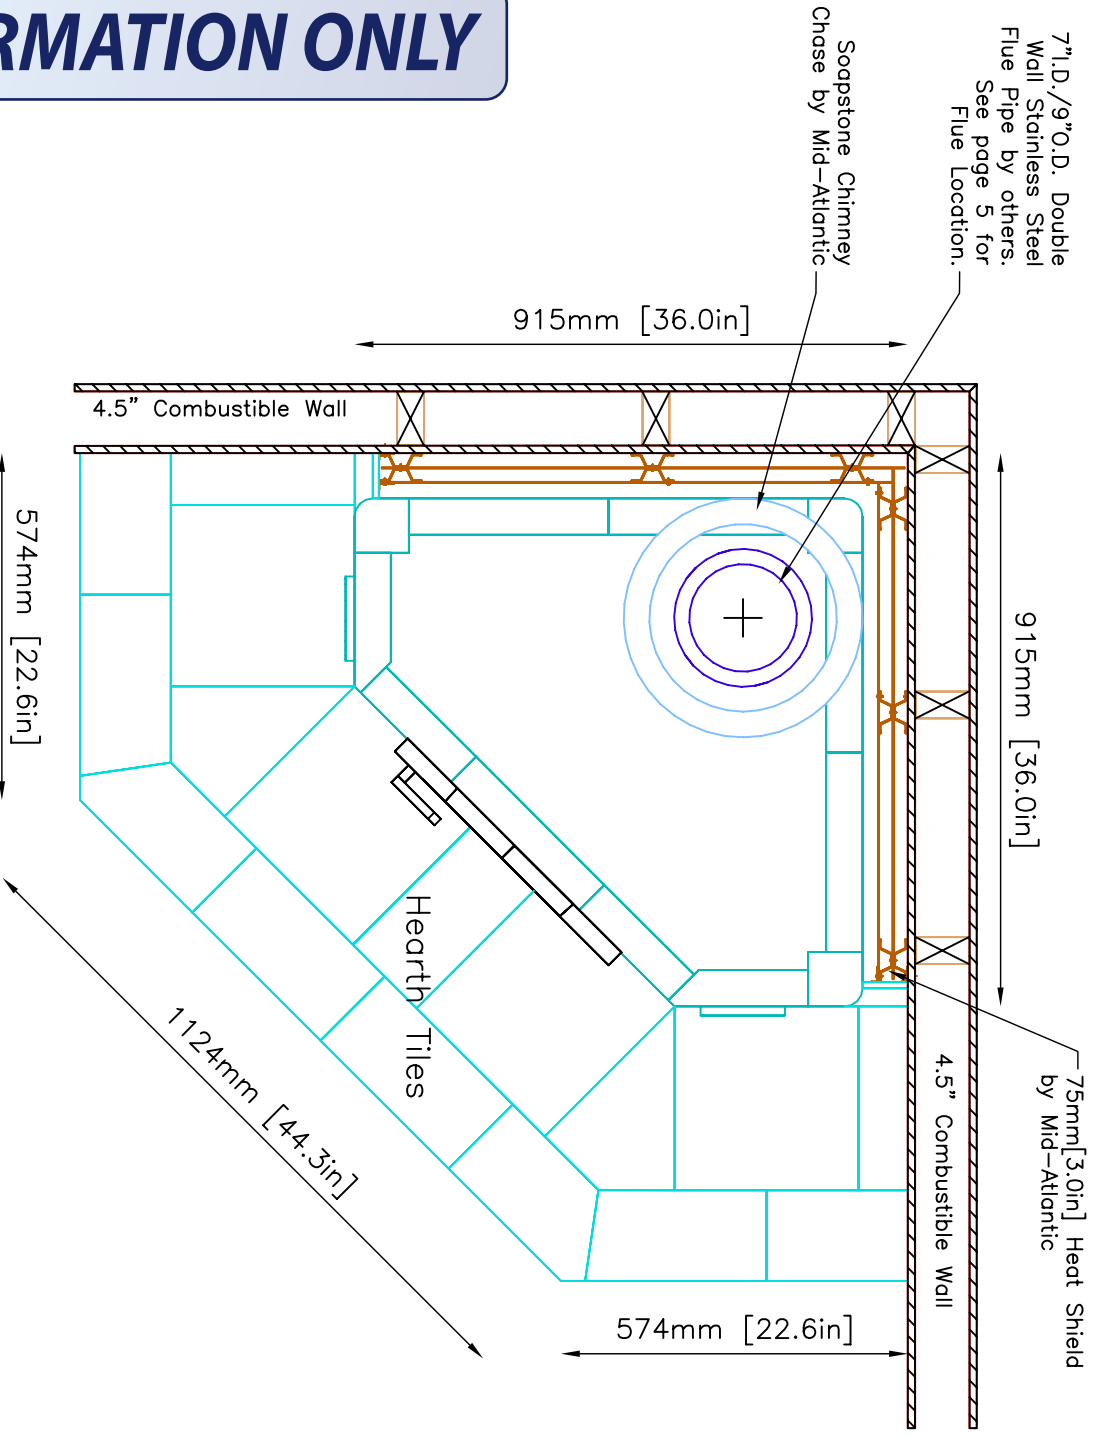 RMATION ONLY
7"I.D./9"O.D. Double
Wall Stainless Steel
Flue Pipe by others.
See page 5 for
Flue Location.
Soapstone Chimney
Chase by Mid-Atlantic
915mm [36.0in]
4.5" Combustible Wall
574mm [22.6in]
915mm [36.0in]
Hearth Tiles
1124mm [44.3in]
75mm[3.0in] Heat Shield
by Mid-Atlantic
4.5" Combustible Wall
574mm [22.6in]